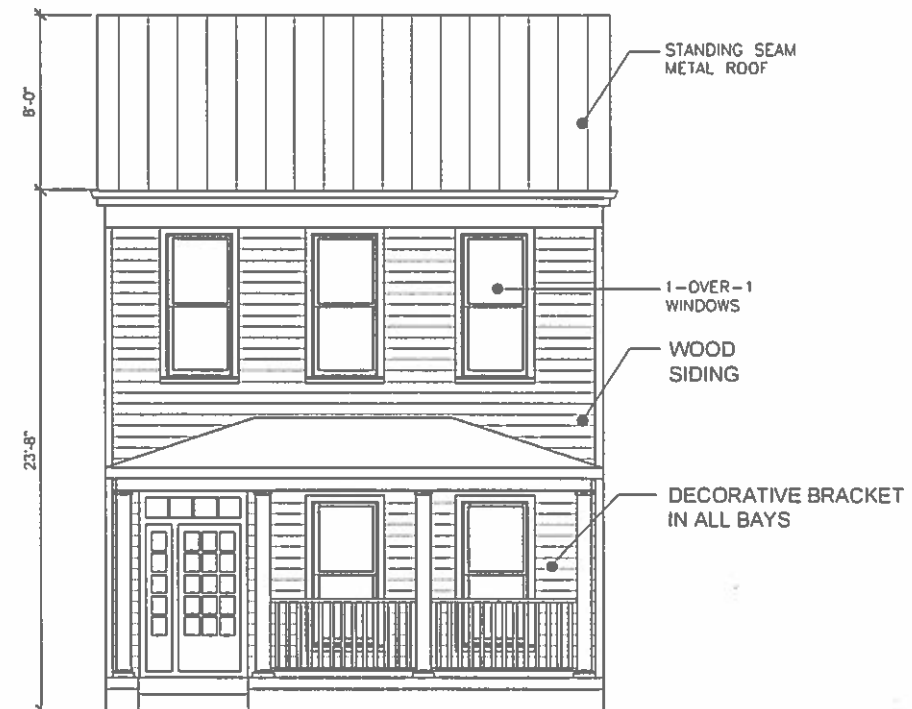 STANDING SEAM
METAL ROOF
8'-0"
1-OVER-1
WINDOWS
WOOD
SIDING
23'-8"
DECORATIVE BRACKET
IN ALL BAYS